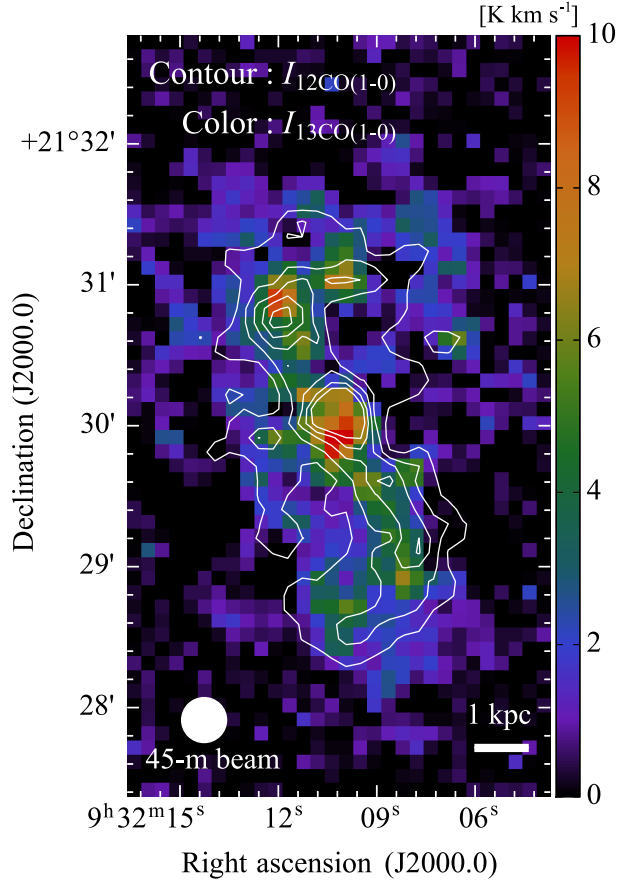 [K km s⁻¹]
Contour : I₁₂CO(1-0)
Color : I₁₃CO(1-0)
10
8
6
4
2
0
+21°32'
31'
30'
29'
28'
Declination (J2000.0)
1 kpc
45-m beam
9ʰ32ᵐ15ˢ 12ˢ 09ˢ 06ˢ
Right ascension (J2000.0)